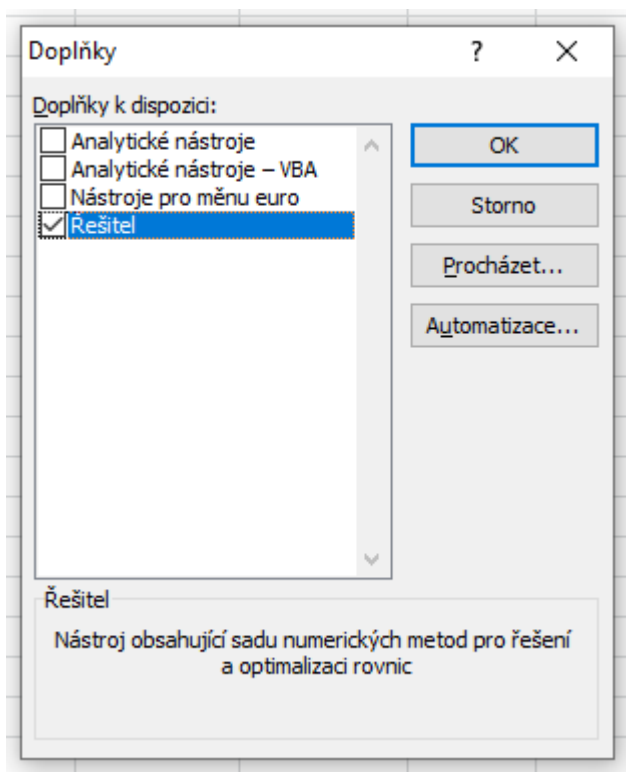 Doplňky
?
Doplňky k dispozici:
Analytické nástroje
Analytické nástroje – VBA
Nástroje pro měnu euro
Řešitel
OK
Storno
Procházet...
Automatizace...
Řešitel
Nástroj obsahující sadu numerických metod pro řešení
a optimalizaci rovnic